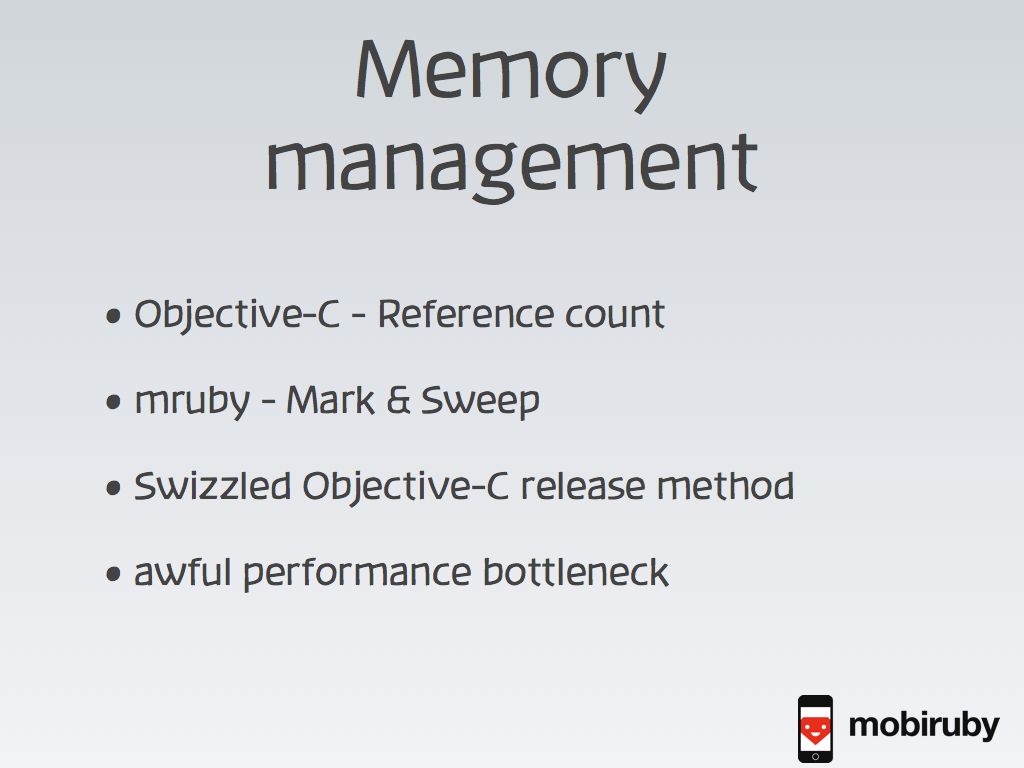 Memory
management
• Objective-C - Reference count
• mruby - Mark & Sweep
• Swizzled Objective-C release method
• awful performance bottleneck
mobiruby